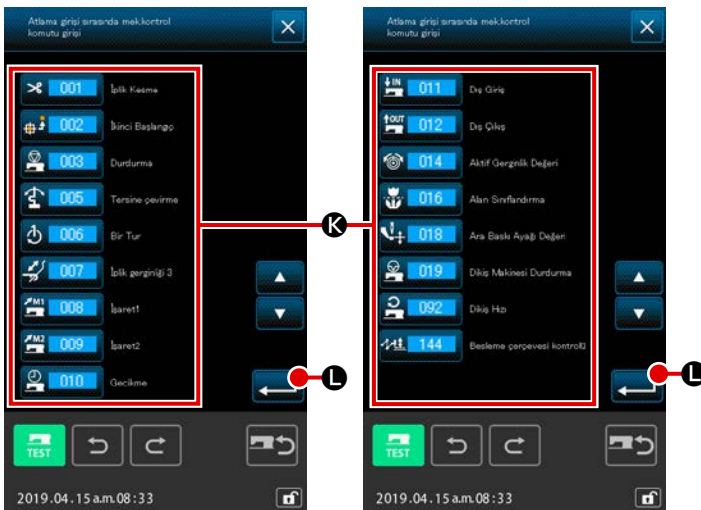 Atlama girişi sırasında mek.kontrol
komutu girişi
001 İplik Kesme
002 İkinci Başlangıç
003 Durdurma
005 Tersine çevirme
006 Bir Tur
007 İplik gerginliği 3
M1 008 İşaret1
M2 009 İşaret2
010 Gecikme
TEST
2019.04.15 a.m.08:33
K
L
Atlama girişi sırasında mek.kontrol
komutu girişi
IN 011 Dış Giriş
OUT 012 Dış Çıkış
014 Aktif Gerginlik Değeri
016 Alan Sınıflandırma
018 Ara Baskı Ayağı Değeri
019 Dikiş Makinesi Durdurma
092 Dikiş Hızı
144 Besleme çerçevesi kontrolü
TEST
2019.04.15 a.m.08:33
L